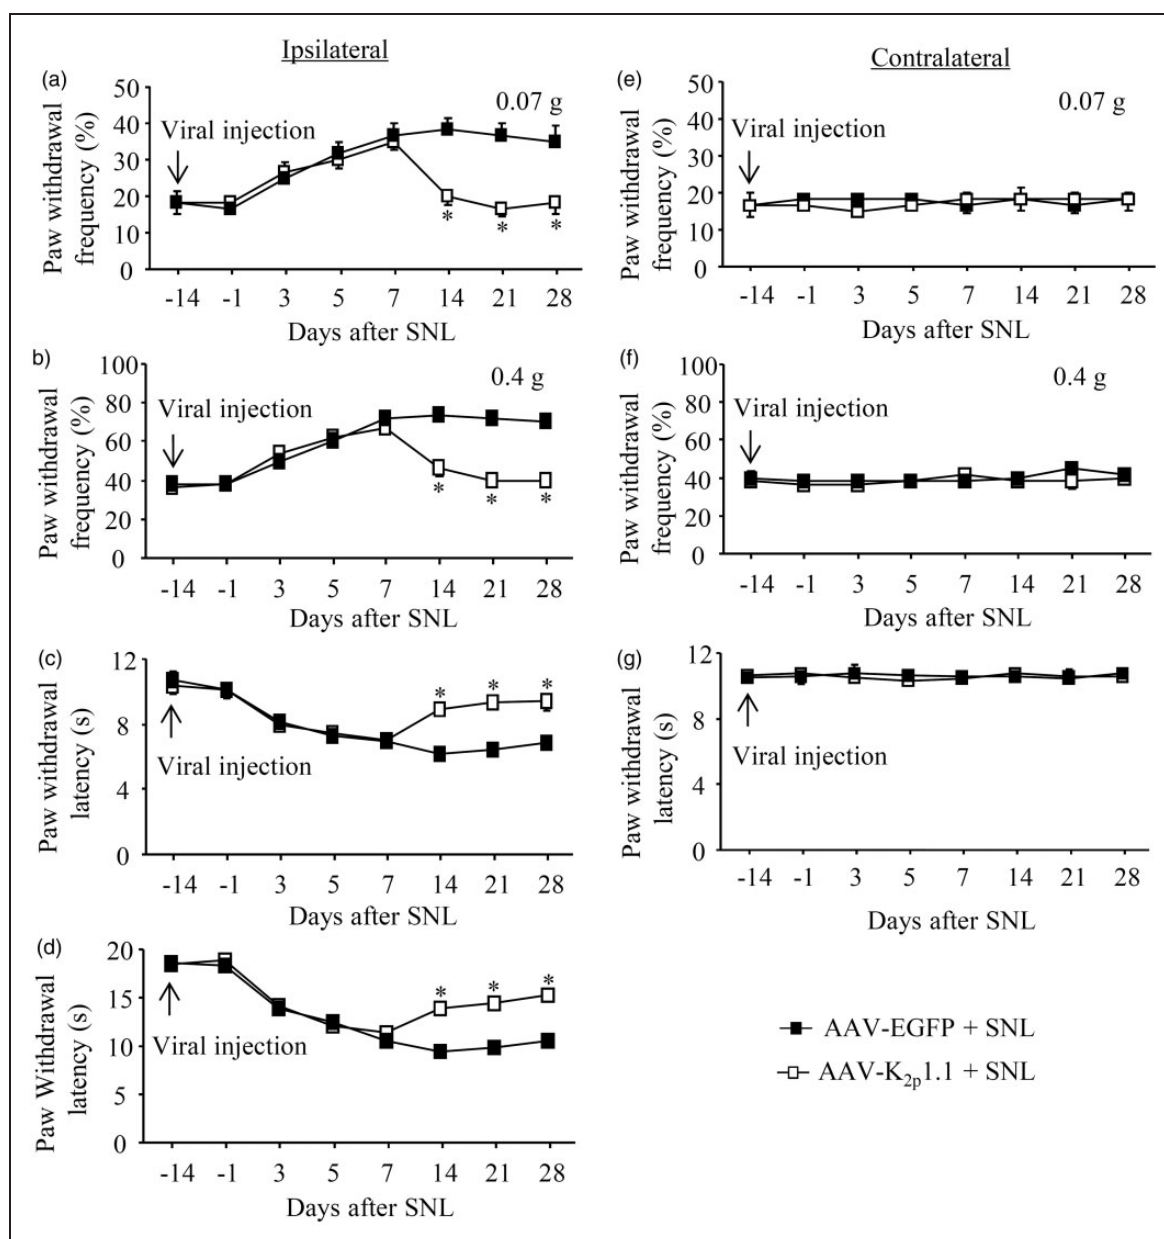 Ipsilateral
(a)
Paw withdrawal
frequency (%)
50
40
30
20
10
0
0.07 g
Viral injection
*
*
*
-14 -1 3 5 7 14 21 28
Days after SNL
b)
Paw withdrawal
frequency (%)
100
80
60
40
20
0
0.4 g
Viral injection
*
*
*
-14 -1 3 5 7 14 21 28
Days after SNL
(c)
Paw withdrawal
latency (s)
12
8
4
0
*
*
*
Viral injection
-14 -1 3 5 7 14 21 28
Days after SNL
(d)
Paw Withdrawal
latency (s)
20
15
10
5
0
*
*
*
Viral injection
-14 -1 3 5 7 14 21 28
Days after SNL
Contralateral
(e)
Paw withdrawal
frequency (%)
50
40
30
20
10
0
0.07 g
Viral injection
-14 -1 3 5 7 14 21 28
Days after SNL
(f)
Paw withdrawal
frequency (%)
100
80
60
40
20
0
0.4 g
Viral injection
-14 -1 3 5 7 14 21 28
Days after SNL
(g)
Paw withdrawal
latency (s)
12
8
4
0
Viral injection
-14 -1 3 5 7 14 21 28
Days after SNL
AAV-EGFP + SNL
AAV-K₂ₚ1.1 + SNL